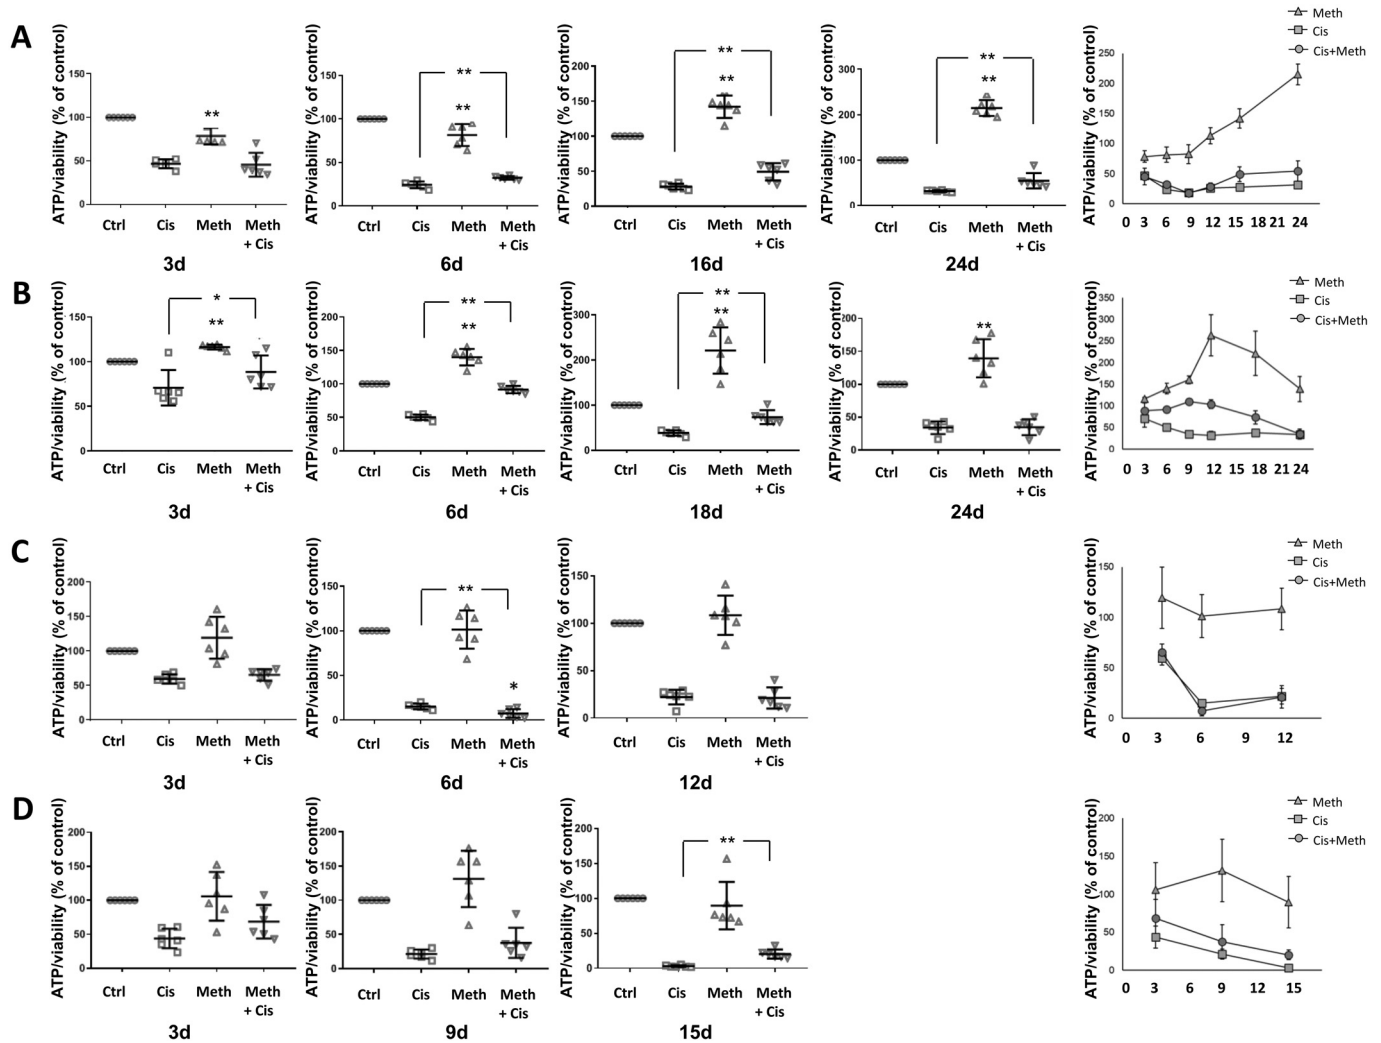 A
ATP/viability (% of control)
150
100
50
0
**
Ctrl
Cis
Meth
Meth
+ Cis
3d
ATP/viability (% of control)
150
100
50
0
**
**
Ctrl
Cis
Meth
Meth
+ Cis
6d
ATP/viability (% of control)
200
150
100
50
0
**
**
Ctrl
Cis
Meth
Meth
+ Cis
16d
ATP/viability (% of control)
300
200
100
0
**
**
Ctrl
Cis
Meth
Meth
+ Cis
24d
ATP/viability (% of control)
250
200
150
100
50
0
Meth
Cis
Cis+Meth
0 3 6 9 12 15 18 21 24
B
ATP/viability (% of control)
150
100
50
0
*
**
Ctrl
Cis
Meth
Meth
+ Cis
3d
ATP/viability (% of control)
200
150
100
50
0
**
**
Ctrl
Cis
Meth
Meth
+ Cis
6d
ATP/viability (% of control)
300
200
100
0
**
**
Ctrl
Cis
Meth
Meth
+ Cis
18d
ATP/viability (% of control)
200
150
100
50
0
**
Ctrl
Cis
Meth
Meth
+ Cis
24d
ATP/viability (% of control)
350
300
250
200
150
100
50
0
Meth
Cis
Cis+Meth
0 3 6 9 12 15 18 21 24
C
ATP/viability (% of control)
200
150
100
50
0
Ctrl
Cis
Meth
Meth
+ Cis
3d
ATP/viability (% of control)
150
100
50
0
**
*
Ctrl
Cis
Meth
Meth
+ Cis
6d
ATP/viability (% of control)
150
100
50
0
Ctrl
Cis
Meth
Meth
+ Cis
12d
ATP/viability (% of control)
150
100
50
0
Meth
Cis
Cis+Meth
0 3 6 9 12
D
ATP/viability (% of control)
200
150
100
50
0
Ctrl
Cis
Meth
Meth
+ Cis
3d
ATP/viability (% of control)
200
150
100
50
0
Ctrl
Cis
Meth
Meth
+ Cis
9d
ATP/viability (% of control)
200
150
100
50
0
**
Ctrl
Cis
Meth
Meth
+ Cis
15d
ATP/viability (% of control)
200
150
100
50
0
Meth
Cis
Cis+Meth
0 3 6 9 12 15